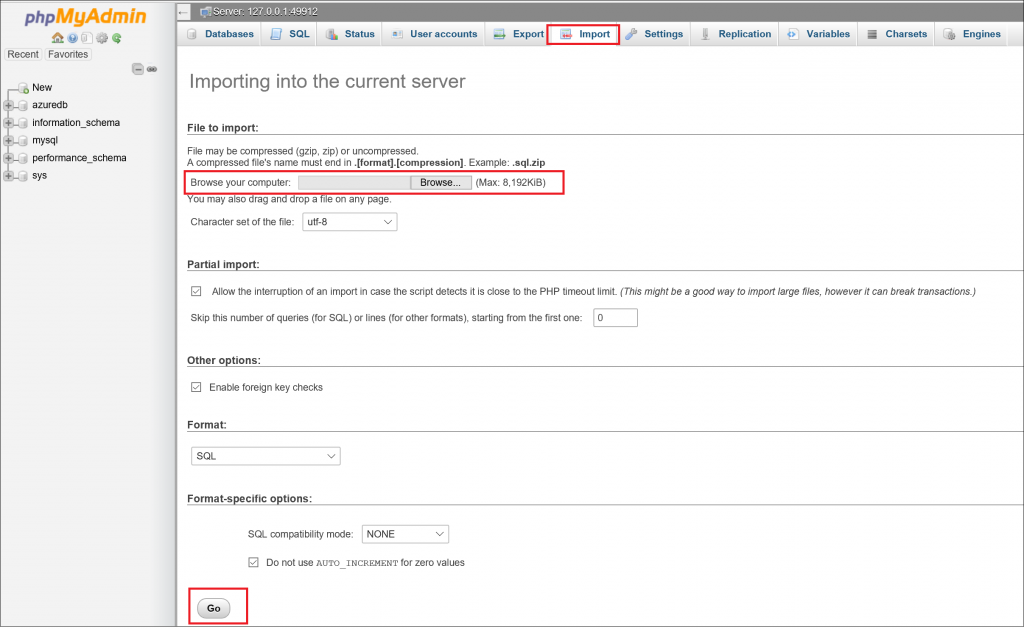 phpMyAdmin
Recent Favorites
New
azuredb
information_schema
mysql
performance_schema
sys
Server: 127.0.0.1:49912
Databases SQL Status User accounts Export Import Settings Replication Variables Charsets Engines
Importing into the current server
File to import:
File may be compressed (gzip, zip) or uncompressed.
A compressed file's name must end in .[format].[compression]. Example: .sql.zip
Browse your computer: Browse... (Max: 8,192KiB)
You may also drag and drop a file on any page.
Character set of the file: utf-8
Partial import:
Allow the interruption of an import in case the script detects it is close to the PHP timeout limit. (This might be a good way to import large files, however it can break transactions.)
Skip this number of queries (for SQL) or lines (for other formats), starting from the first one: 0
Other options:
Enable foreign key checks
Format:
SQL
Format-specific options:
SQL compatibility mode: NONE
Do not use AUTO_INCREMENT for zero values
Go